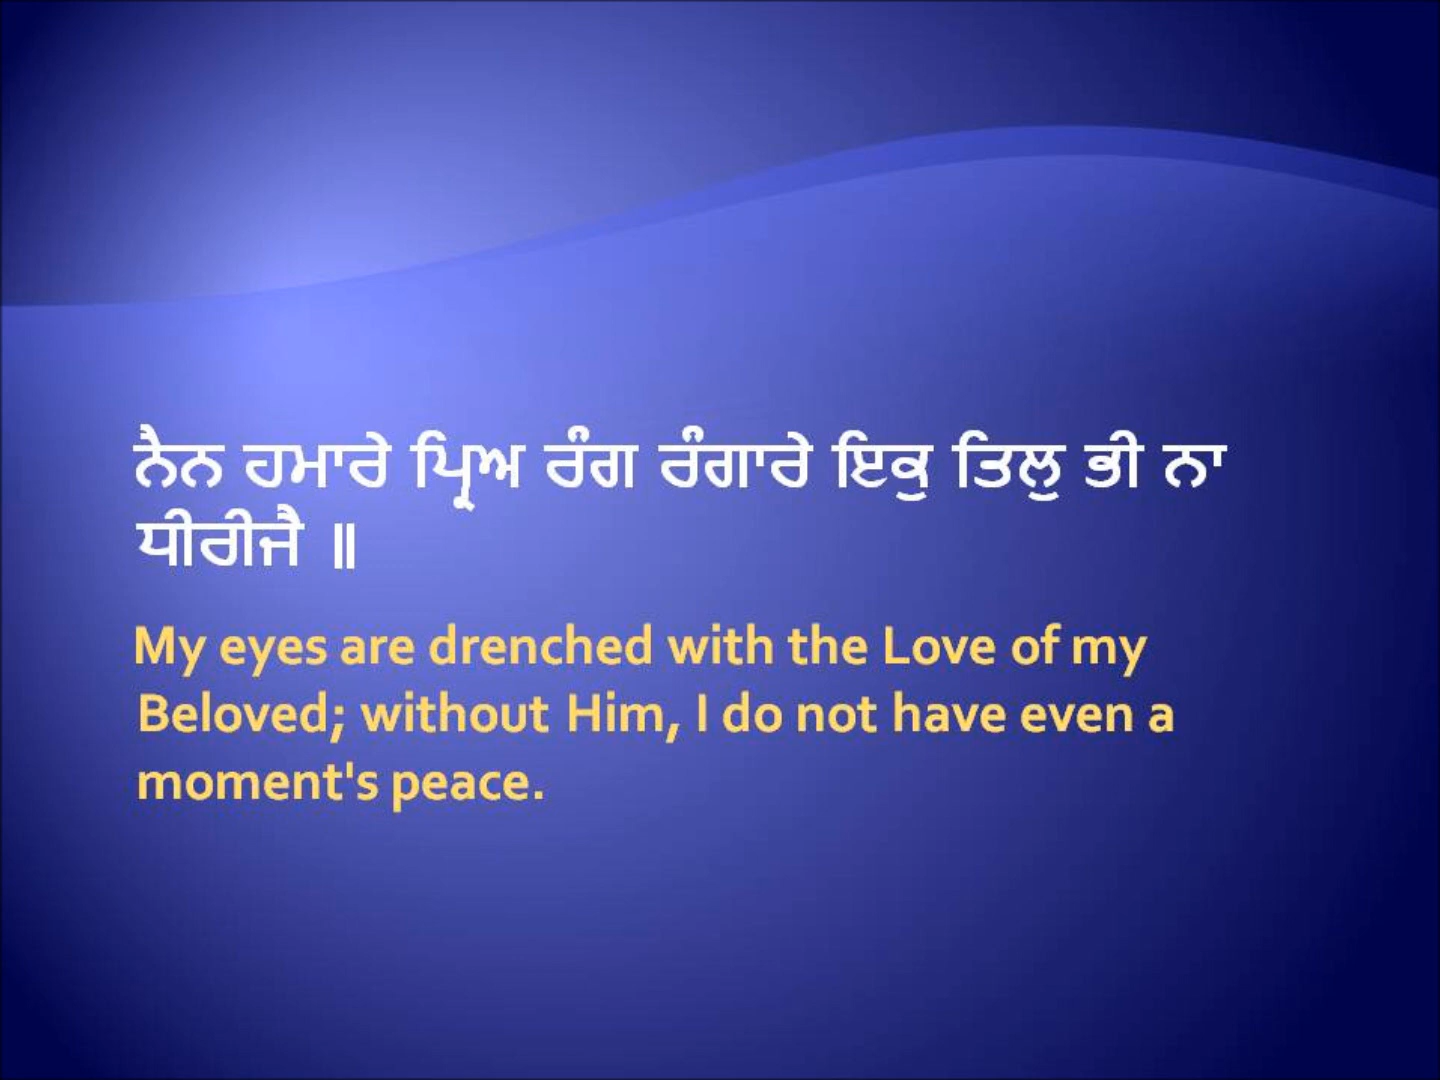 ਨੈਨ ਹਮਾਰੇ ਪ੍ਰਿਅ ਰੰਗ ਰੰਗਾਰੇ ਇਕੁ ਤਿਲੁ ਭੀ ਨਾ
ਧੀਰੀਜੈ ॥
My eyes are drenched with the Love of my
Beloved; without Him, I do not have even a
moment's peace.